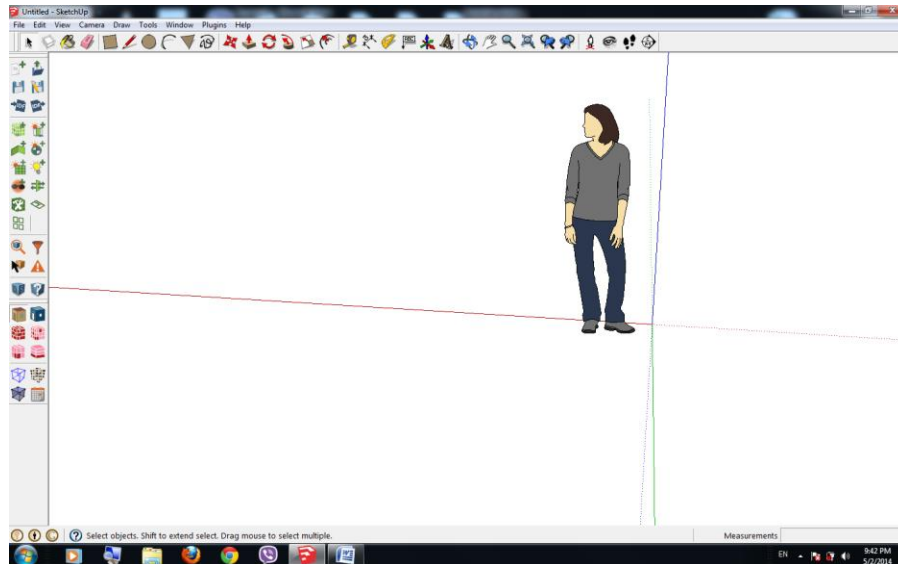 Untitled - SketchUp
File Edit View Camera Draw Tools Window Plugins Help
Select objects. Shift to extend select. Drag mouse to select multiple.
Measurements
EN
9:42 PM
5/2/2014